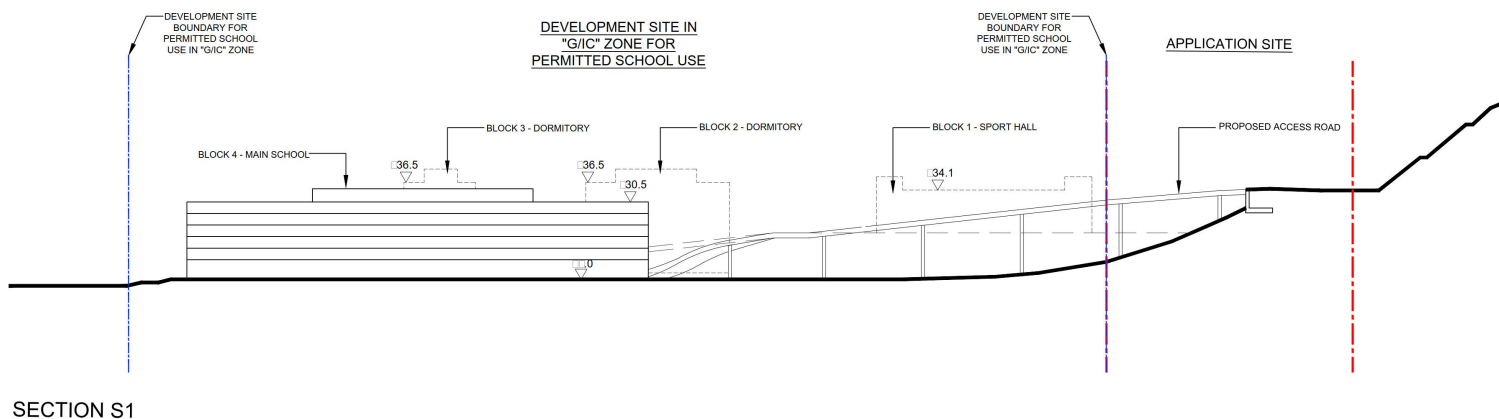 DEVELOPMENT SITE
BOUNDARY FOR
PERMITTED SCHOOL
USE IN "G/IC" ZONE
DEVELOPMENT SITE IN
"G/IC" ZONE FOR
PERMITTED SCHOOL USE
DEVELOPMENT SITE
BOUNDARY FOR
PERMITTED SCHOOL
USE IN "G/IC" ZONE
APPLICATION SITE
BLOCK 4 - MAIN SCHOOL
BLOCK 3 - DORMITORY
BLOCK 2 - DORMITORY
BLOCK 1 - SPORT HALL
PROPOSED ACCESS ROAD
36.5
36.5
30.5
34.1
SECTION S1